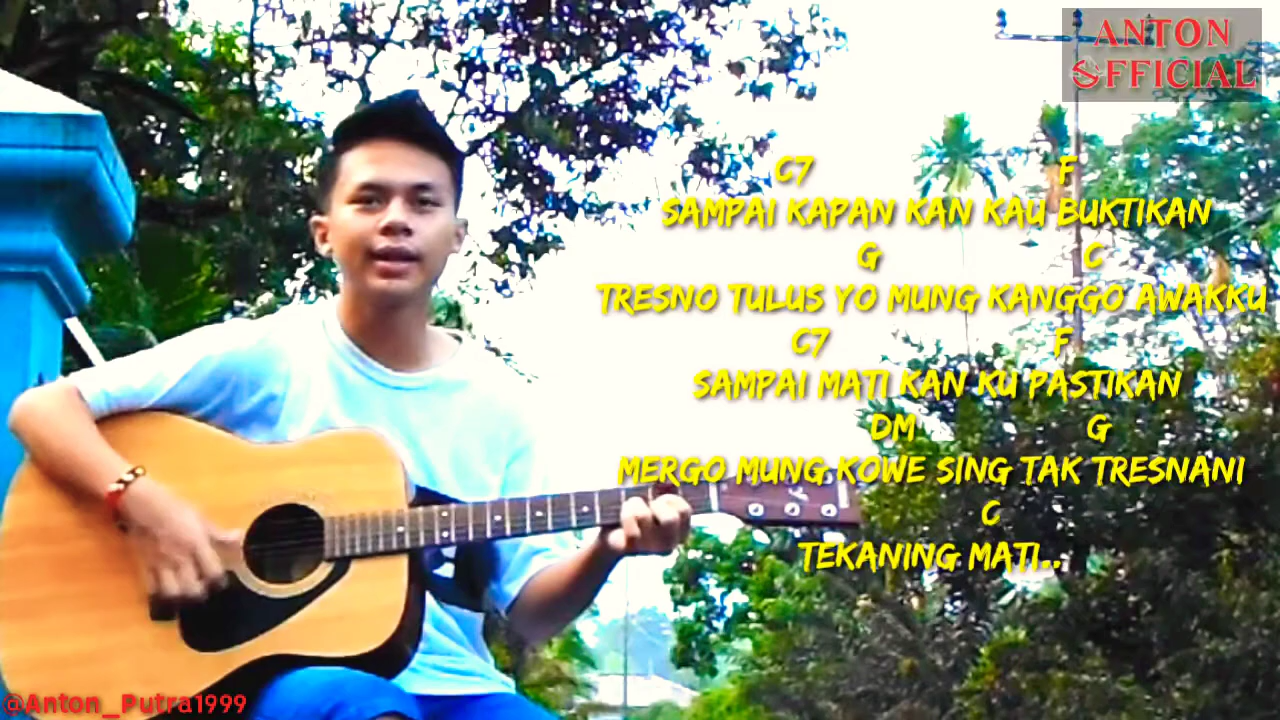 ANTON
OFFICIAL
C7 F
SAMPAI KAPAN KAN KAU BUKTIKAN
G C
TRESNO TULUS YO MUNG KANGGO AWAKKU
C7 F
SAMPAI MATI KAN KU PASTIKAN
DM G
MERGO MUNG KOWE SING TAK TRESNANI
C
TEKANING MATI..
@Anton_Putra1999